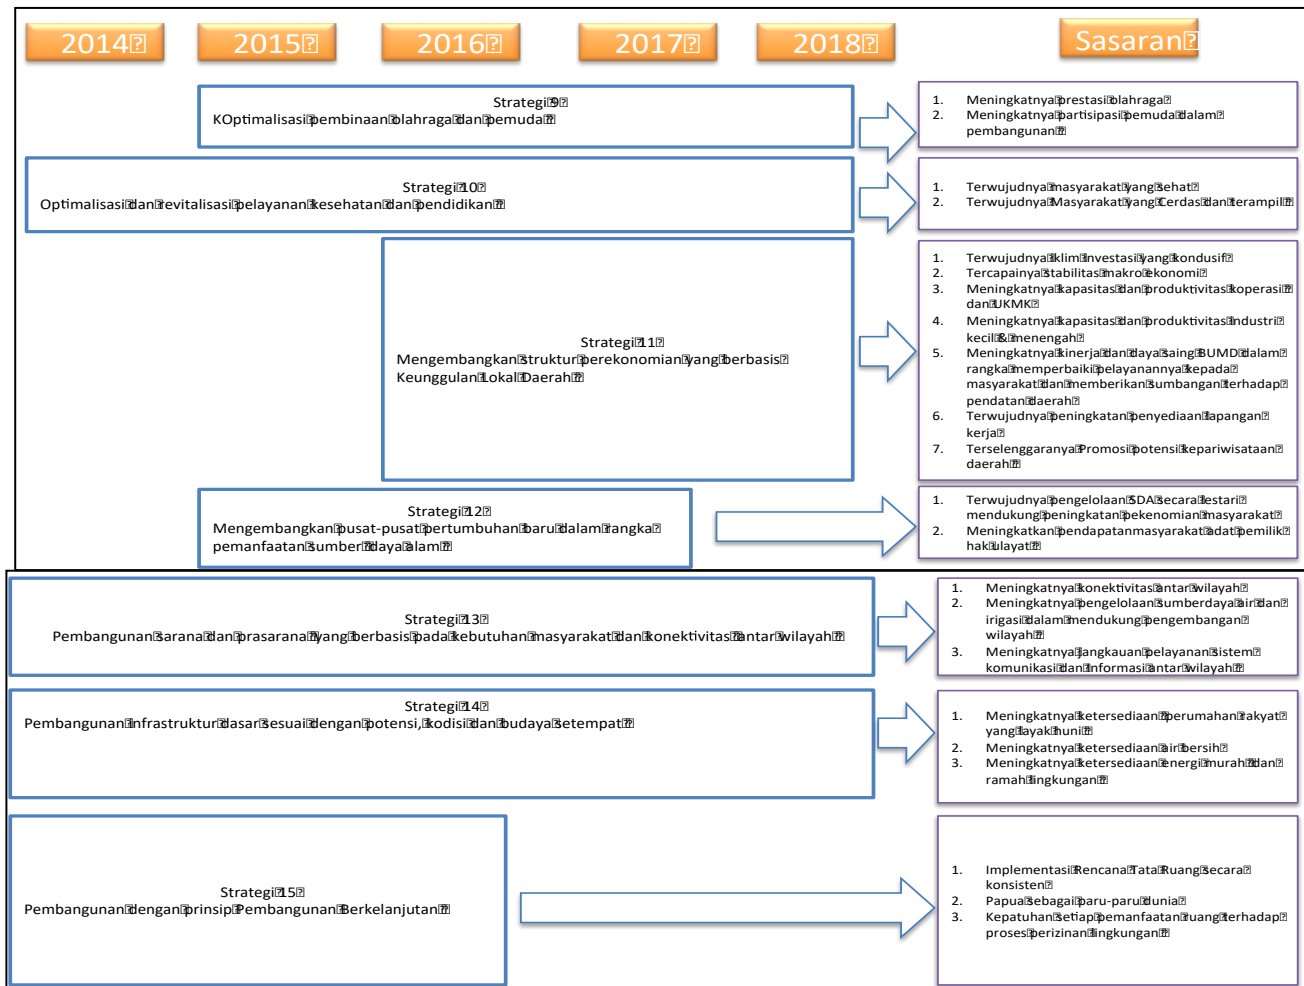 2014
2015
2016
2017
2018
Sasaran
Strategi 9
KOptimalisasi pembinaan olahraga dan pemuda
1. Meningkatnya prestasi olahraga
2. Meningkatnya partisipasi pemuda dalam
pembangunan
Strategi 10
Optimalisasi dan revitalisasi pelayanan kesehatan dan pendidikan
1. Terwujudnya masyarakat yang sehat
2. Terwujudnya Masyarakat yang Cerdas dan terampil
Strategi 11
Mengembangkan struktur perekonomian yang berbasis
Keunggulan Lokal Daerah
1. Terwujudnya iklim investasi yang kondusif
2. Tercapainya stabilitas makro ekonomi
3. Meningkatnya kapasitas dan produktivitas koperasi
dan UKMK
4. Meningkatnya kapasitas dan produktivitas industri
kecil & menengah
5. Meningkatnya kinerja dan daya saing BUMD dalam
rangka memperbaiki pelayanannya kepada
masyarakat dan memberikan sumbangan terhadap
pendatan daerah
6. Terwujudnya peningkatan penyediaan lapangan
kerja
7. Terselenggaranya Promosi potensi kepariwisataan
daerah
Strategi 12
Mengembangkan pusat-pusat pertumbuhan baru dalam rangka
pemanfaatan sumber daya alam
1. Terwujudnya pengelolaan SDA secara lestari
mendukung peningkatan pekenomian masyarakat
2. Meningkatkan pendapatanmasyarakat adat pemilik
hak ulayat
Strategi 13
Pembangunan sarana dan prasarana yang berbasis pada kebutuhan masyarakat dan konektivitas antar wilayah
1. Meningkatnya konektivitas antar wilayah
2. Meningkatnya pengelolaan sumberdaya air dan
irigasi dalam mendukung pengembangan
wilayah
3. Meningkatnya jangkauan pelayanan sistem
komunikasi dan Informasi antar wilayah
Strategi 14
Pembangunan infrastruktur dasar sesuai dengan potensi, kodisi dan budaya setempat
1. Meningkatnya ketersediaan perumahan rakyat
yang layak huni
2. Meningkatnya ketersediaan air bersih
3. Meningkatnya ketersediaan energi murah dan
ramah lingkungan
Strategi 15
Pembangunan dengan prinsip Pembangunan Berkelanjutan
1. Implementasi Rencana Tata Ruang secara
konsisten
2. Papua sebagai paru-paru dunia
3. Kepatuhan setiap pemanfaatan ruang terhadap
proses perizinan lingkungan